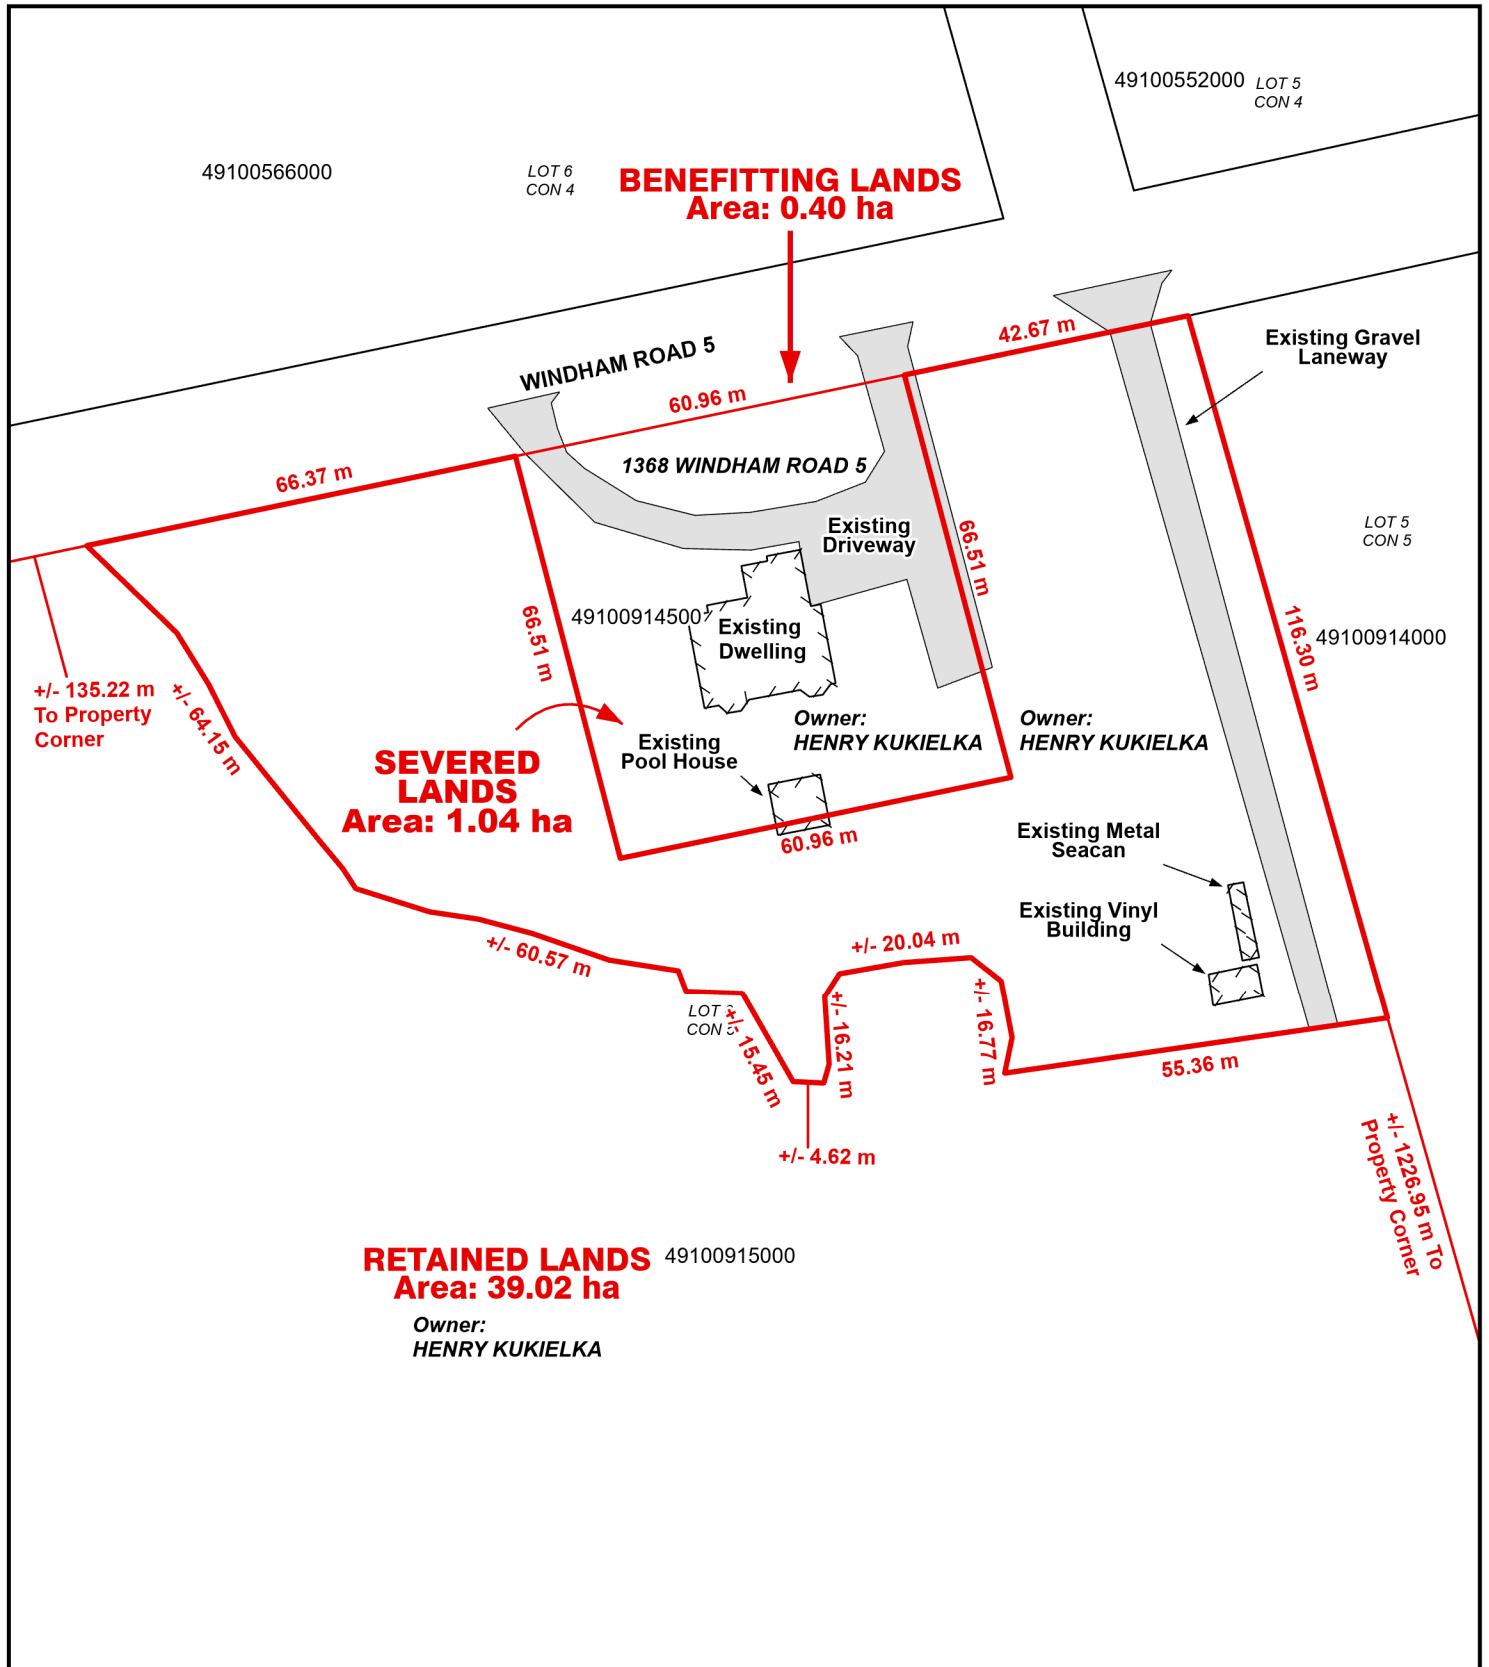 49100552000 LOT 5
CON 4
49100566000
LOT 6
CON 4
BENEFITTING LANDS
Area: 0.40 ha
WINDHAM ROAD 5
42.67 m
60.96 m
66.37 m
Existing Gravel
Laneway
1368 WINDHAM ROAD 5
Existing
Driveway
66.51 m
66.51 m
LOT 5
CON 5
491009145001
Existing
Dwelling
116.30 m
49100914000
+/- 135.22 m
To Property
Corner
+/- 64.15 m
Owner:
HENRY KUKIELKA
Owner:
HENRY KUKIELKA
Existing
Pool House
SEVERED
LANDS
Area: 1.04 ha
60.96 m
Existing Metal
Seacan
Existing Vinyl
Building
+/- 60.57 m
+/- 20.04 m
LOT
CON
+/- 15.45 m
+/- 16.21 m
+/- 16.77 m
55.36 m
+/- 4.62 m
+/- 1226.95 m To
Property Corner
RETAINED LANDS
Area: 39.02 ha
49100915000
Owner:
HENRY KUKIELKA